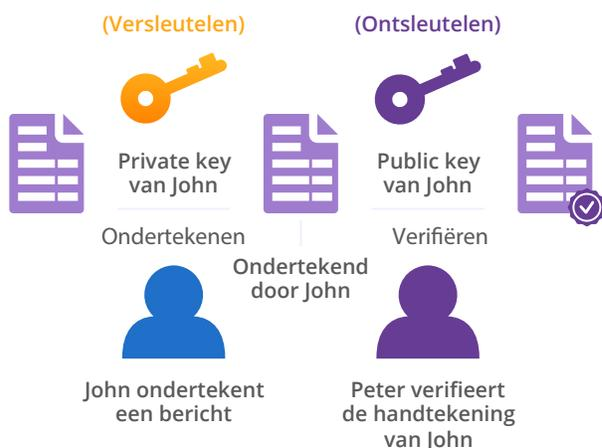 (Versleutelen)
(Ontsleutelen)
Private key
van John
Public key
van John
Ondertekenen
Verifiëren
Ondertekend
door John
John ondertekent
een bericht
Peter verifieert
de handtekening
van John